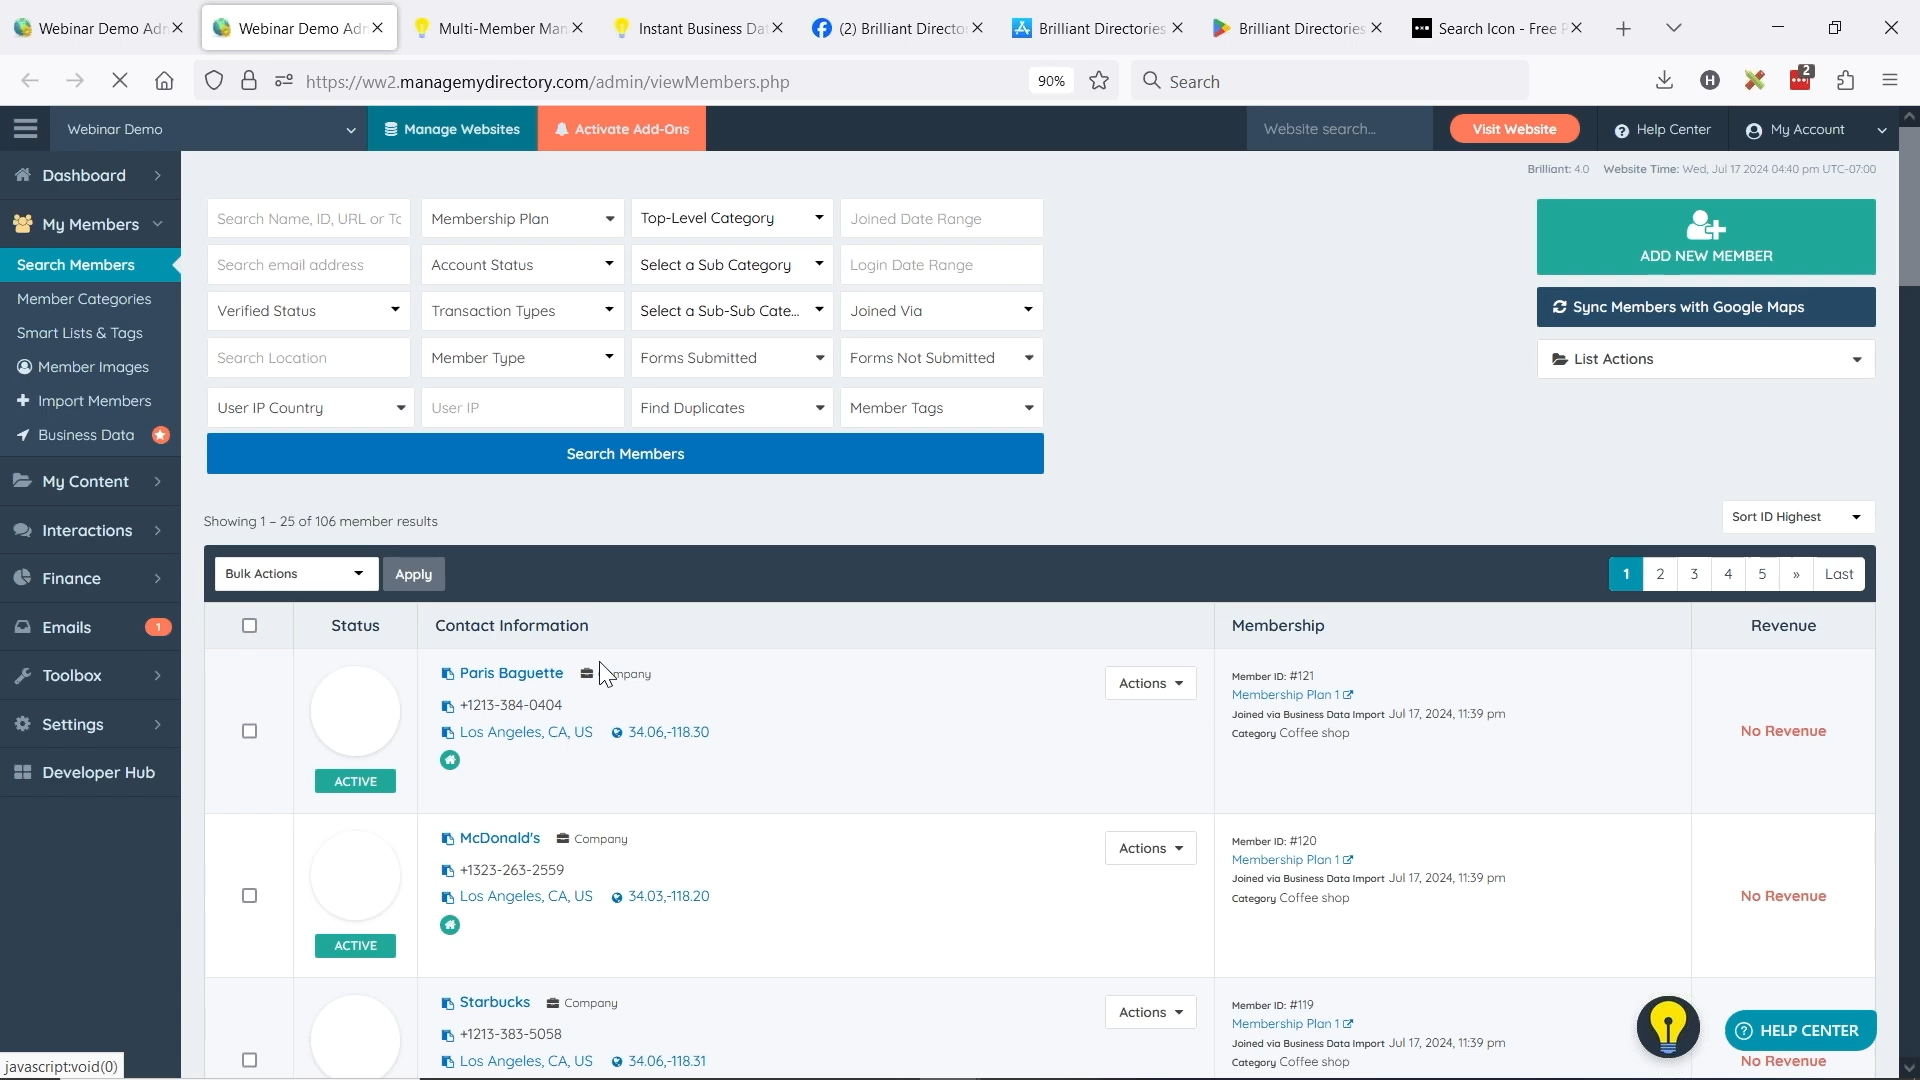 Webinar Demo Adm
Webinar Demo Adm
Multi-Member Man
Instant Business Dat
(2) Brilliant Directo
Brilliant Directories
Brilliant Directories
Search Icon - Free P
https://ww2.managemydirectory.com/admin/viewMembers.php
90%
Search
H
2
Webinar Demo
Manage Websites
Activate Add-Ons
Website search...
Visit Website
Help Center
My Account
Brilliant: 4.0 Website Time: Wed, Jul 17 2024 04:40 pm UTC-07:00
Dashboard
My Members
Search Members
Member Categories
Smart Lists & Tags
Member Images
Import Members
Business Data
My Content
Interactions
Finance
Emails 1
Toolbox
Settings
Developer Hub
Search Name, ID, URL or To
Membership Plan
Top-Level Category
Joined Date Range
Search email address
Account Status
Select a Sub Category
Login Date Range
Verified Status
Transaction Types
Select a Sub-Sub Cate...
Joined Via
Search Location
Member Type
Forms Submitted
Forms Not Submitted
User IP Country
User IP
Find Duplicates
Member Tags
Search Members
ADD NEW MEMBER
Sync Members with Google Maps
List Actions
Showing 1 - 25 of 106 member results
Sort ID Highest
Bulk Actions
Apply
1 2 3 4 5 » Last
Status
Contact Information
Membership
Revenue
Paris Baguette
mpany
+1213-384-0404
Los Angeles, CA, US 34.06,-118.30
ACTIVE
Actions
Member ID: #121
Membership Plan 1
Joined via Business Data Import Jul 17, 2024, 11:39 pm
Category Coffee shop
No Revenue
McDonald's Company
+1323-263-2559
Los Angeles, CA, US 34.03,-118.20
ACTIVE
Actions
Member ID: #120
Membership Plan 1
Joined via Business Data Import Jul 17, 2024, 11:39 pm
Category Coffee shop
No Revenue
Starbucks Company
+1213-383-5058
Los Angeles, CA, US 34.06,-118.31
Actions
Member ID: #119
Membership Plan 1
Joined via Business Data Import Jul 17, 2024, 11:39 pm
Category Coffee shop
No Revenue
HELP CENTER
javascript:void(0)